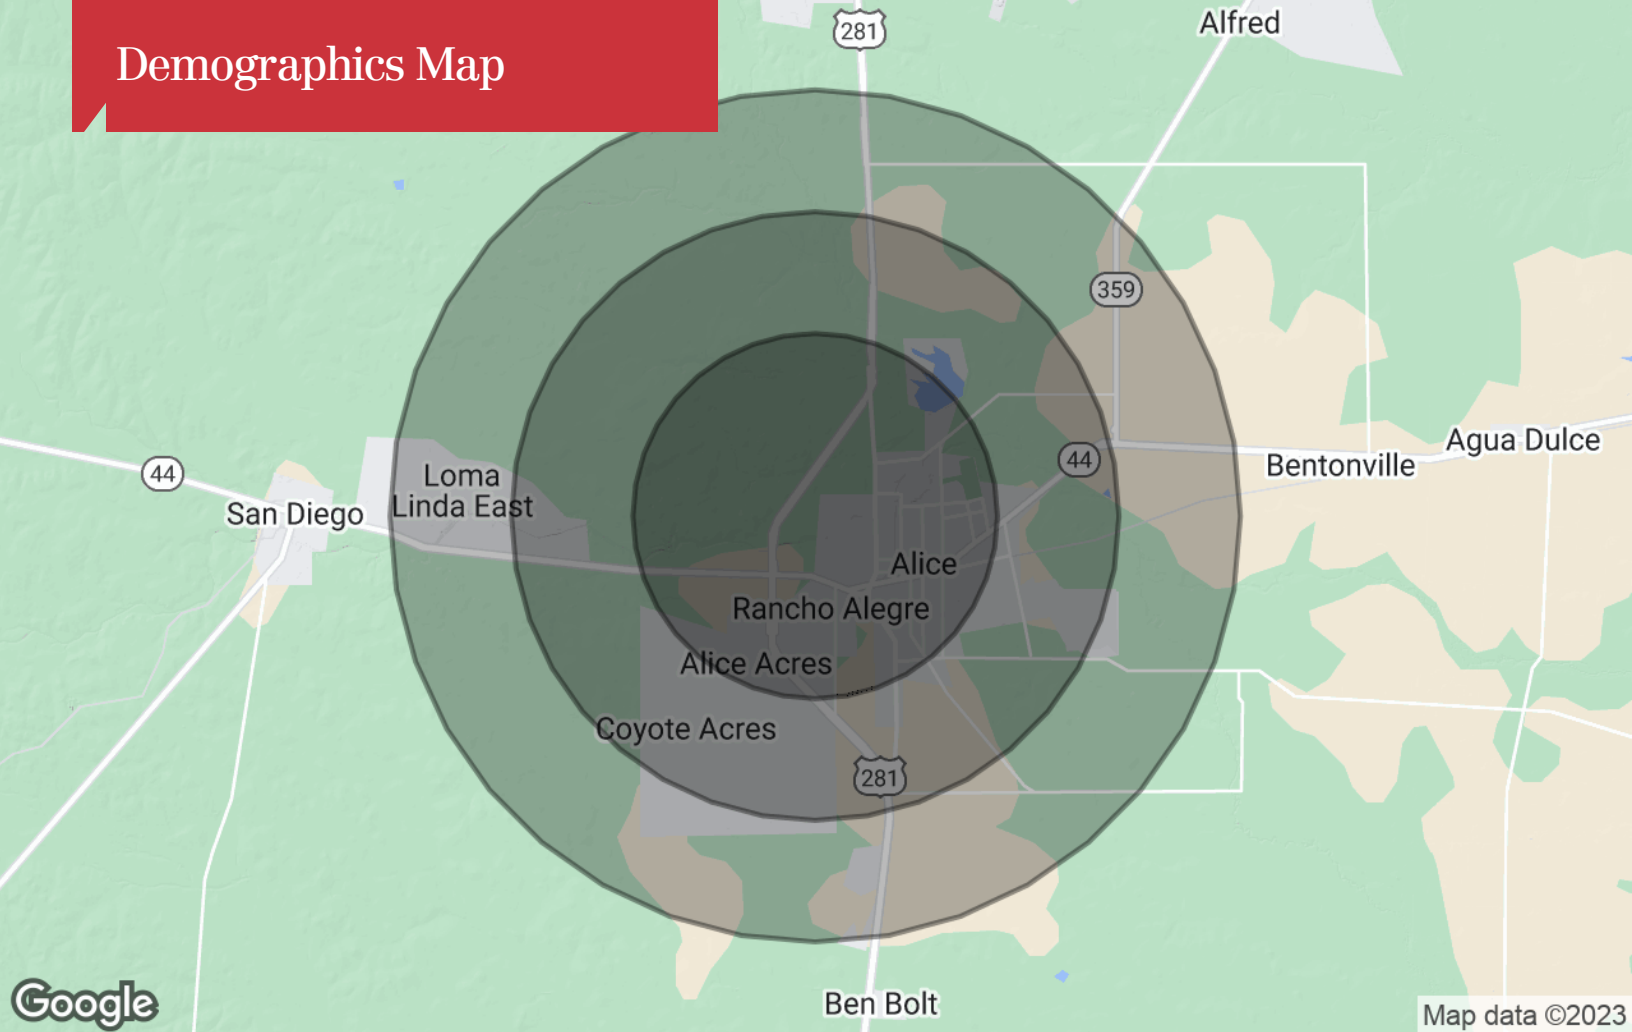 Demographics Map
281
Alfred
359
Agua Dulce
44
Bentonville
44
Loma
Linda East
San Diego
Alice
Rancho Alegre
Alice Acres
Coyote Acres
281
Google
Ben Bolt
Map data ©2023